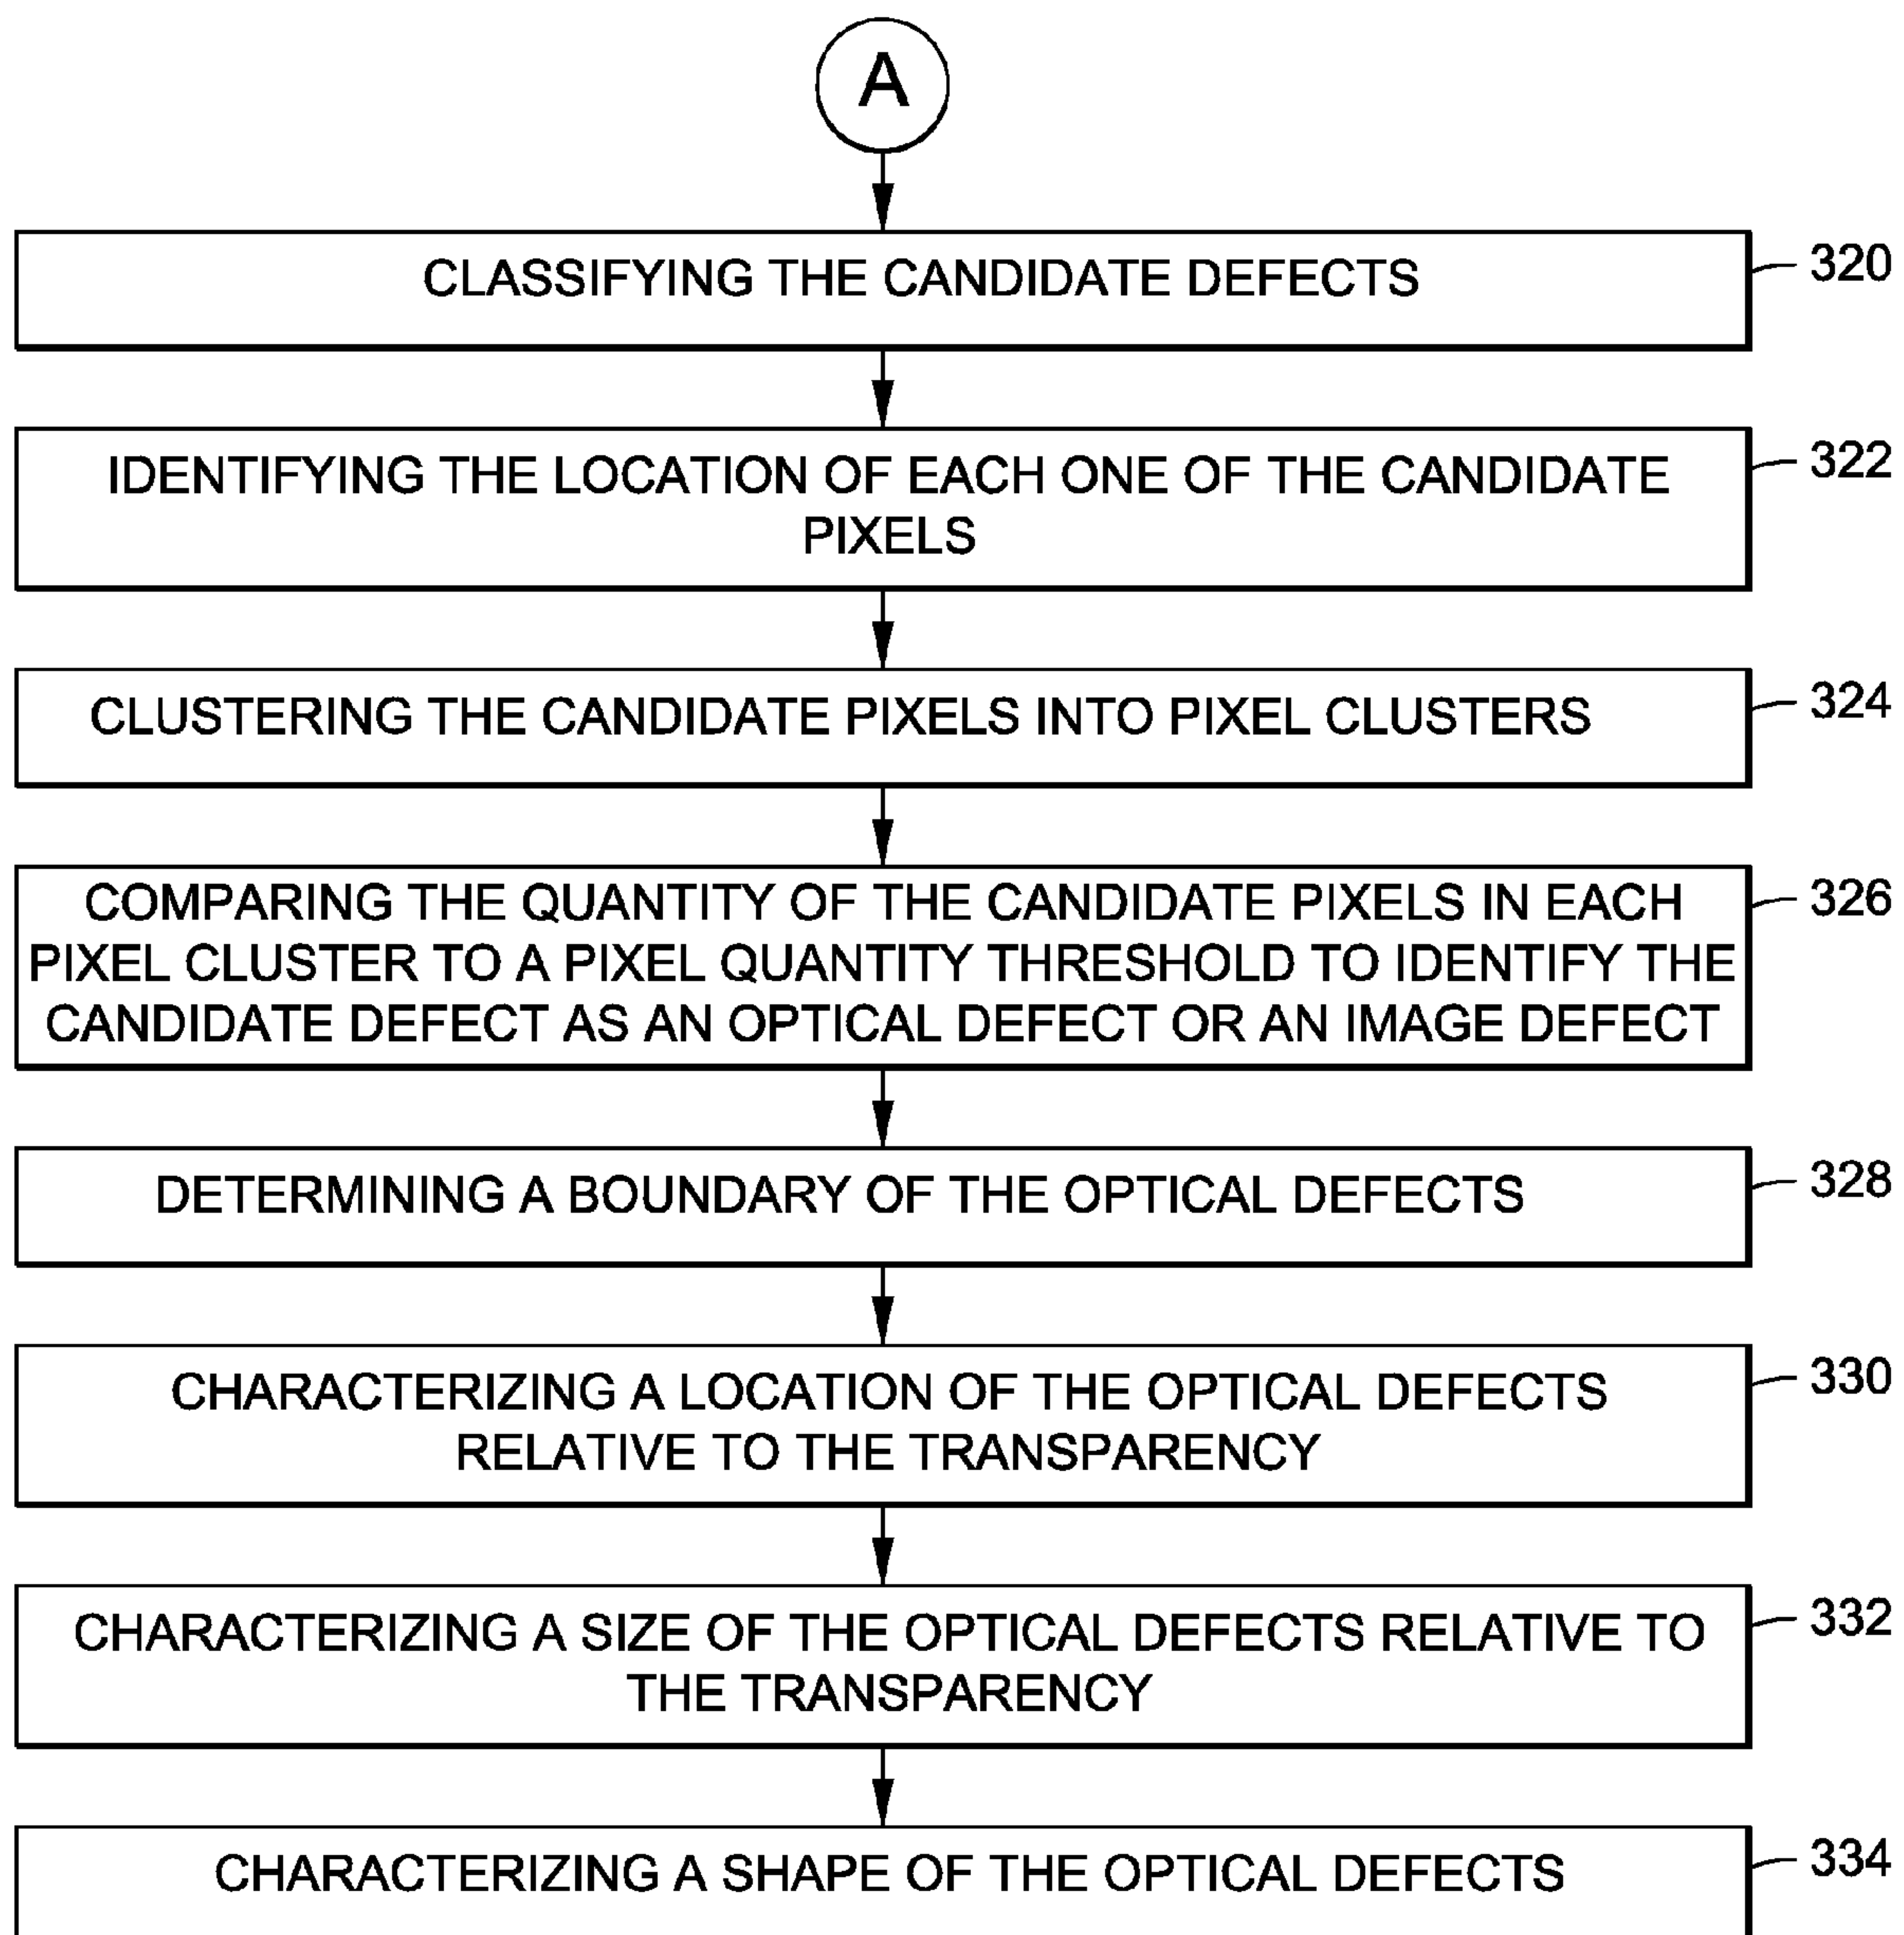 A
CLASSIFYING THE CANDIDATE DEFECTS
320
IDENTIFYING THE LOCATION OF EACH ONE OF THE CANDIDATE
PIXELS
322
CLUSTERING THE CANDIDATE PIXELS INTO PIXEL CLUSTERS
324
COMPARING THE QUANTITY OF THE CANDIDATE PIXELS IN EACH
PIXEL CLUSTER TO A PIXEL QUANTITY THRESHOLD TO IDENTIFY THE
CANDIDATE DEFECT AS AN OPTICAL DEFECT OR AN IMAGE DEFECT
326
DETERMINING A BOUNDARY OF THE OPTICAL DEFECTS
328
CHARACTERIZING A LOCATION OF THE OPTICAL DEFECTS
RELATIVE TO THE TRANSPARENCY
330
CHARACTERIZING A SIZE OF THE OPTICAL DEFECTS RELATIVE TO
THE TRANSPARENCY
332
CHARACTERIZING A SHAPE OF THE OPTICAL DEFECTS
334